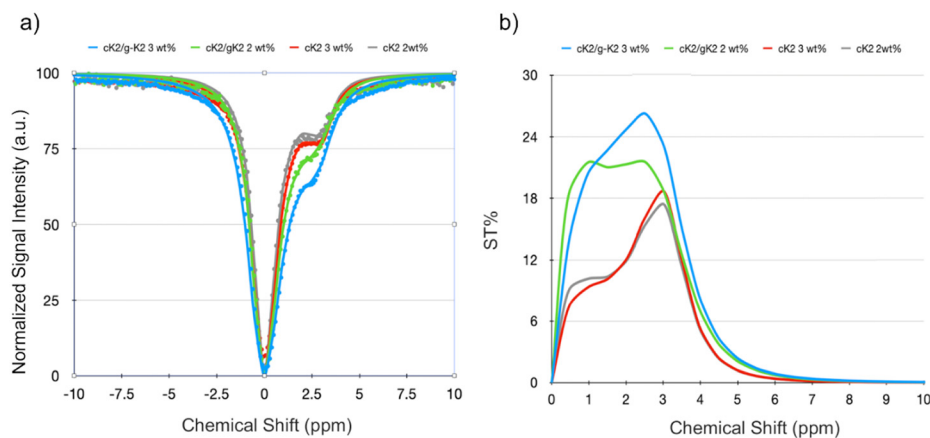 a)
cK2/g-K2 3 wt% cK2/gK2 2 wt% cK2 3 wt% cK2 2wt%
100
75
50
25
0
-10 -7.5 -5.0 -2.5 0 2.5 5.0 7.5 10
Normalized Signal Intensity (a.u.)
Chemical Shift (ppm)
b)
cK2/g-K2 3 wt% cK2/gK2 2 wt% cK2 3 wt% cK2 2wt%
30
24
18
12
6
0
0 1 2 3 4 5 6 7 8 9 10
ST%
Chemical Shift (ppm)